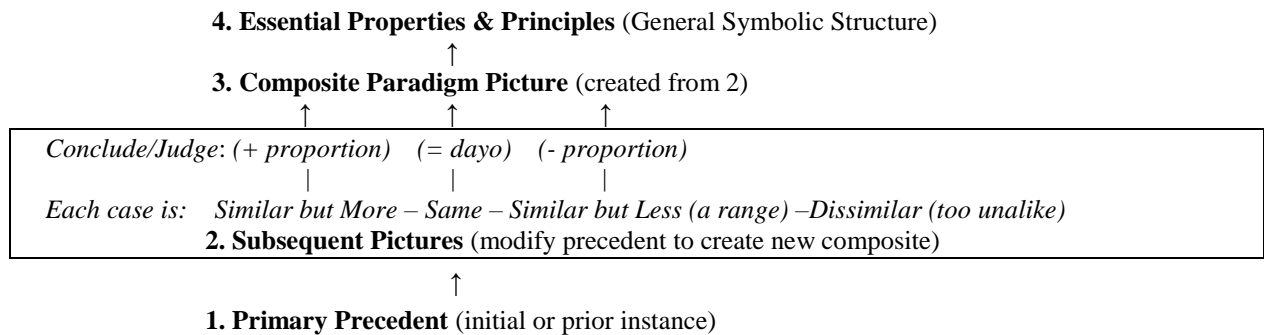 4. Essential Properties & Principles (General Symbolic Structure)
↑
3. Composite Paradigm Picture (created from 2)
↑ ↑ ↑
Conclude/Judge: (+ proportion) (= dayo) (- proportion)
| | |
Each case is: Similar but More – Same – Similar but Less (a range) –Dissimilar (too unalike)
2. Subsequent Pictures (modify precedent to create new composite)
↑
1. Primary Precedent (initial or prior instance)